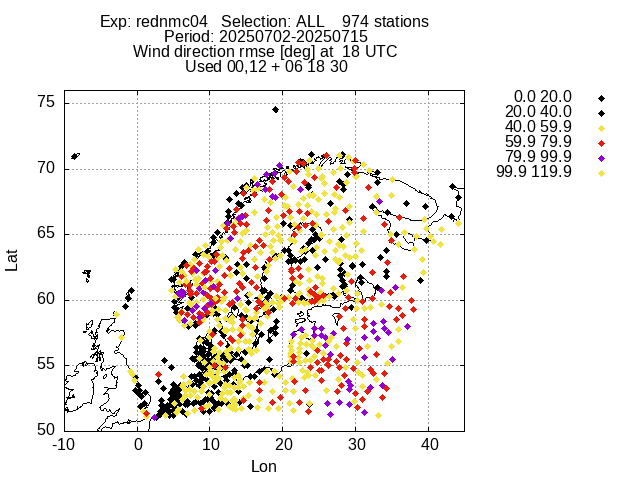 Exp: rednmc04   Selection: ALL    974 stations
Period: 20250702-20250715
Wind direction rmse [deg] at  18 UTC
Used 00,12 + 06 18 30
0.0 20.0
20.0 40.0
40.0 59.9
59.9 79.9
79.9 99.9
99.9 119.9
75
70
65
60
55
50
Lat
-10 0 10 20 30 40
Lon